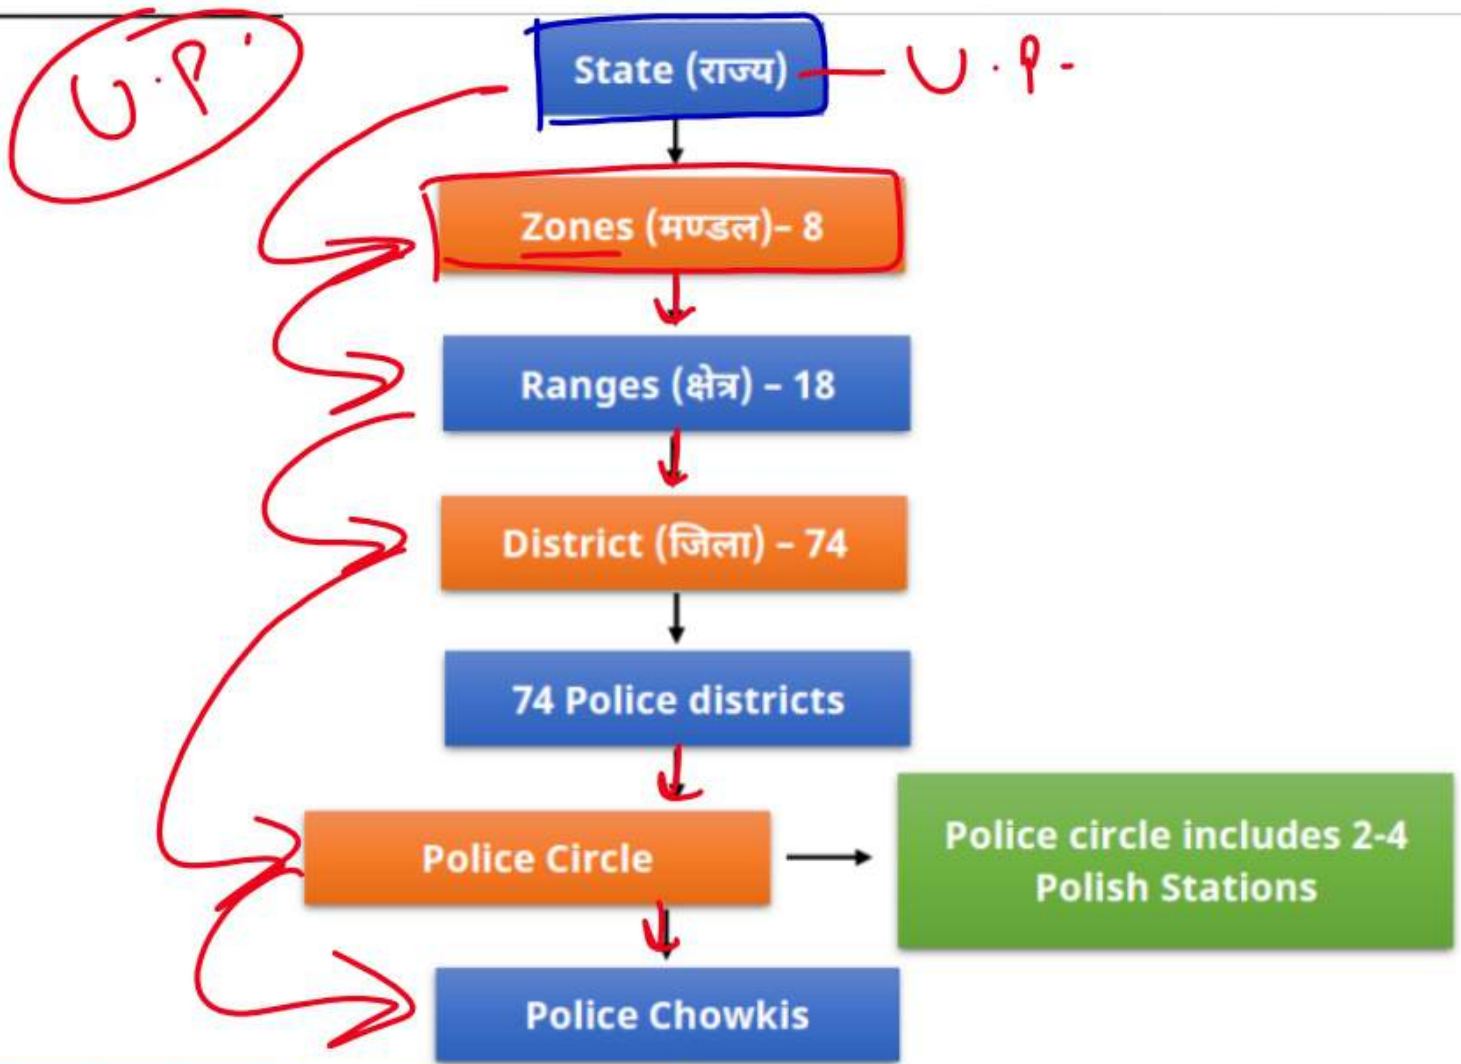 U.P.
State (राज्य)
U.P.
Zones (मण्डल)– 8
Ranges (क्षेत्र) – 18
District (जिला) – 74
74 Police districts
Police Circle
Police circle includes 2-4
Polish Stations
Police Chowkis